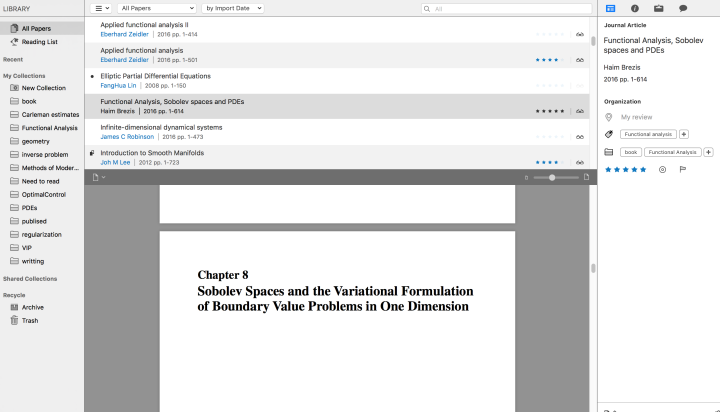 LIBRARY
All Papers
by Import Date
All
All Papers
Reading List
Recent
My Collections
New Collection
book
Carleman estimates
Functional Analysis
geometry
inverse problem
Methods of Moder...
Need to read
OptimalControl
PDEs
publised
regularization
VIP
writting
Shared Collections
Recycle
Archive
Trash
Applied functional analysis II
Eberhard Zeidler | 2016 pp. 1-414
Applied functional analysis
Eberhard Zeidler | 2016 pp. 1-501
Elliptic Partial Differential Equations
FangHua Lin | 2008 pp. 1-150
Functional Analysis, Sobolev spaces and PDEs
Haim Brezis | 2016 pp. 1-614
Infinite-dimensional dynamical systems
James C Robinson | 2016 pp. 1-473
Introduction to Smooth Manifolds
Joh M Lee | 2012 pp. 1-723
Chapter 8
Sobolev Spaces and the Variational Formulation
of Boundary Value Problems in One Dimension
Journal Article
Functional Analysis, Sobolev
spaces and PDEs
Haim Brezis
2016 pp. 1-614
Organization
My review
Functional analysis +
book Functional Analysis +